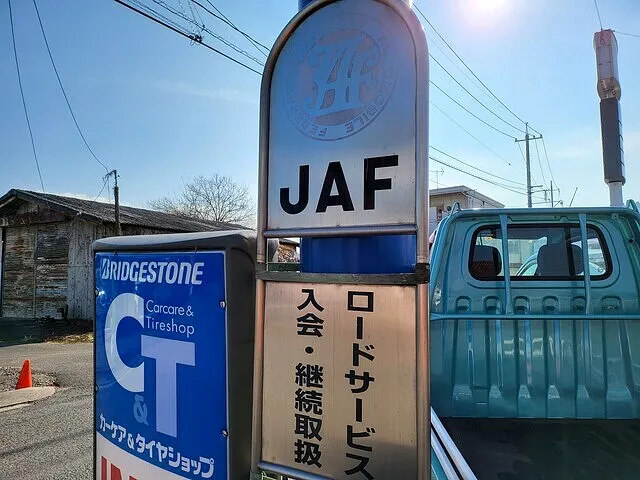 JAF
ロードサービス
入会・継続取扱
BRIDGESTONE
Carcare &
Tireshop
C&T
カーケア&タイヤショップ